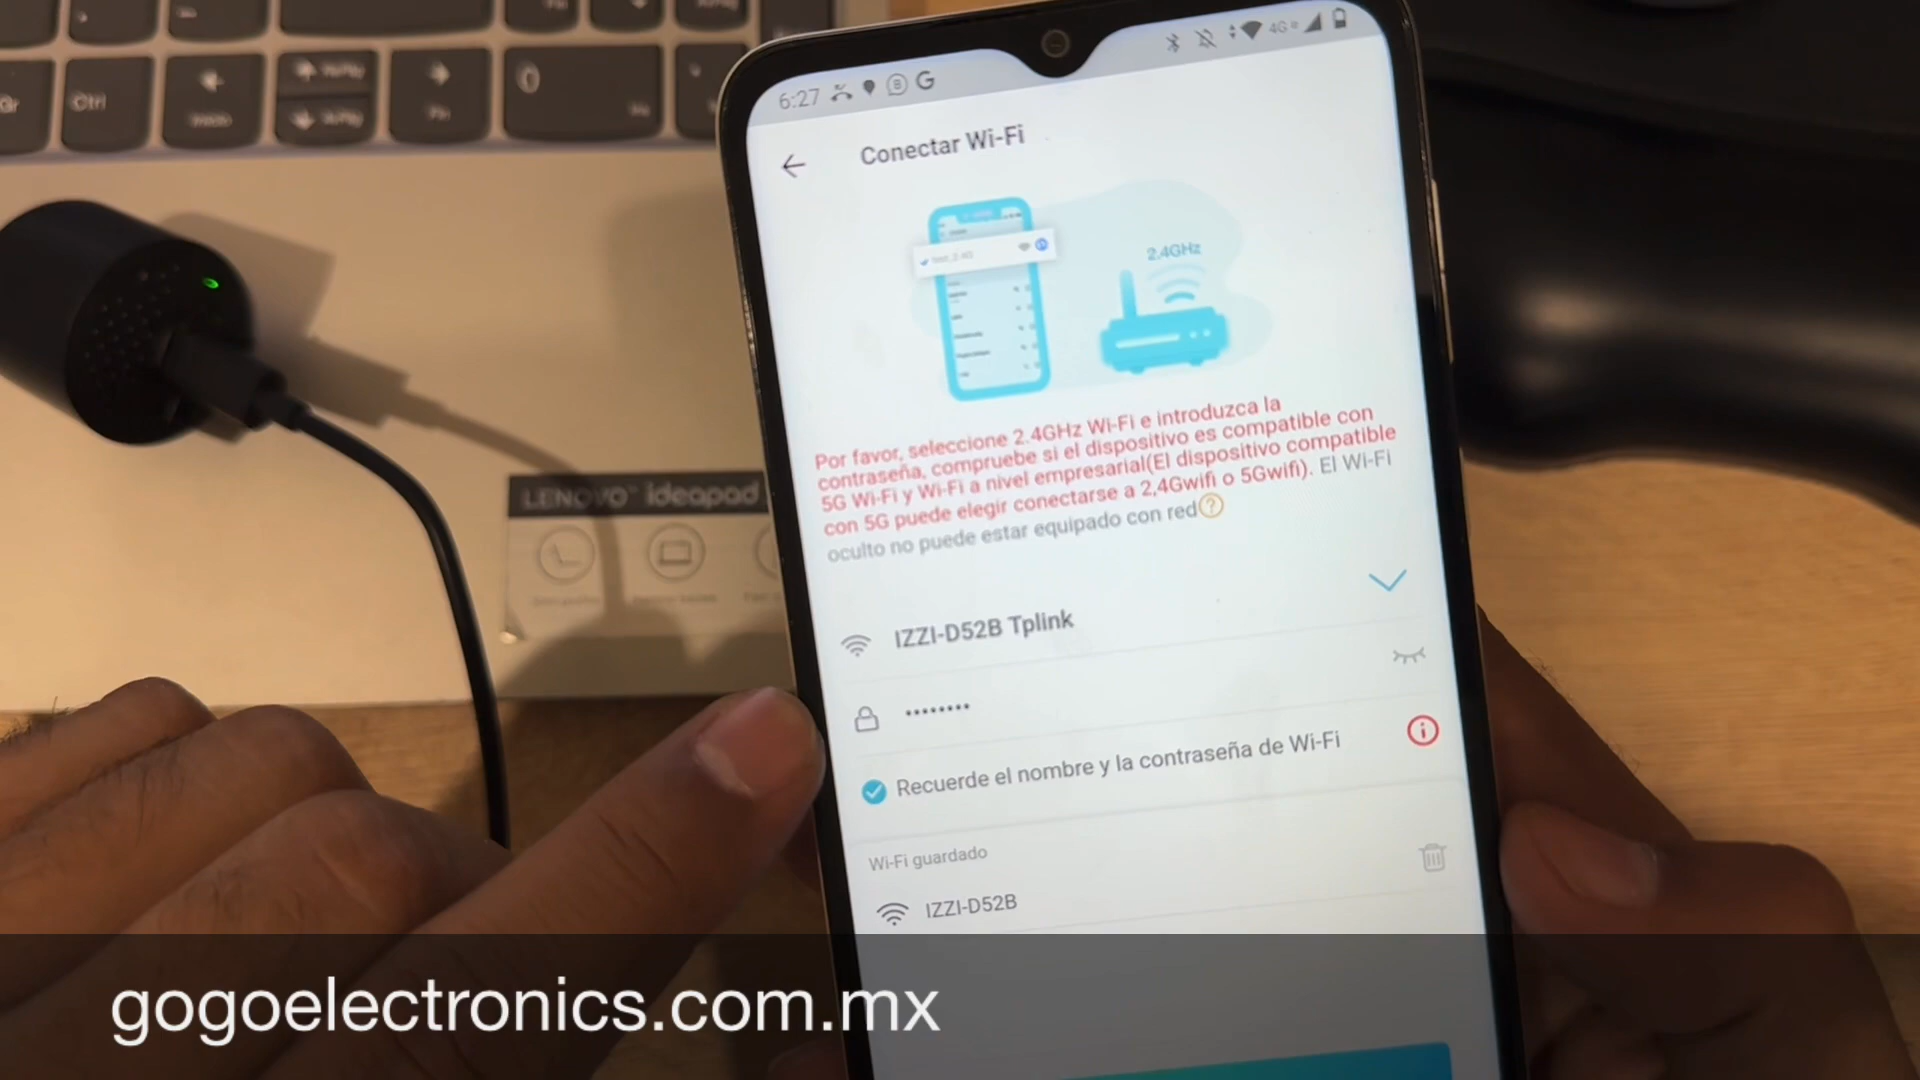 Ctrl
Inicio
Fin
6:27
4G
Conectar Wi-Fi
2.4GHz
Por favor, seleccione 2.4GHz Wi-Fi e introduzca la
contraseña, compruebe si el dispositivo es compatible con
5G Wi-Fi y Wi-Fi a nivel empresarial(El dispositivo compatible
con 5G puede elegir conectarse a 2,4Gwifi o 5Gwifi). El Wi-Fi
oculto no puede estar equipado con red
LENOVO ideapad
IZZI-D52B Tplink
••••••••
Recuerde el nombre y la contraseña de Wi-Fi
Wi-Fi guardado
IZZI-D52B
gogoelectronics.com.mx